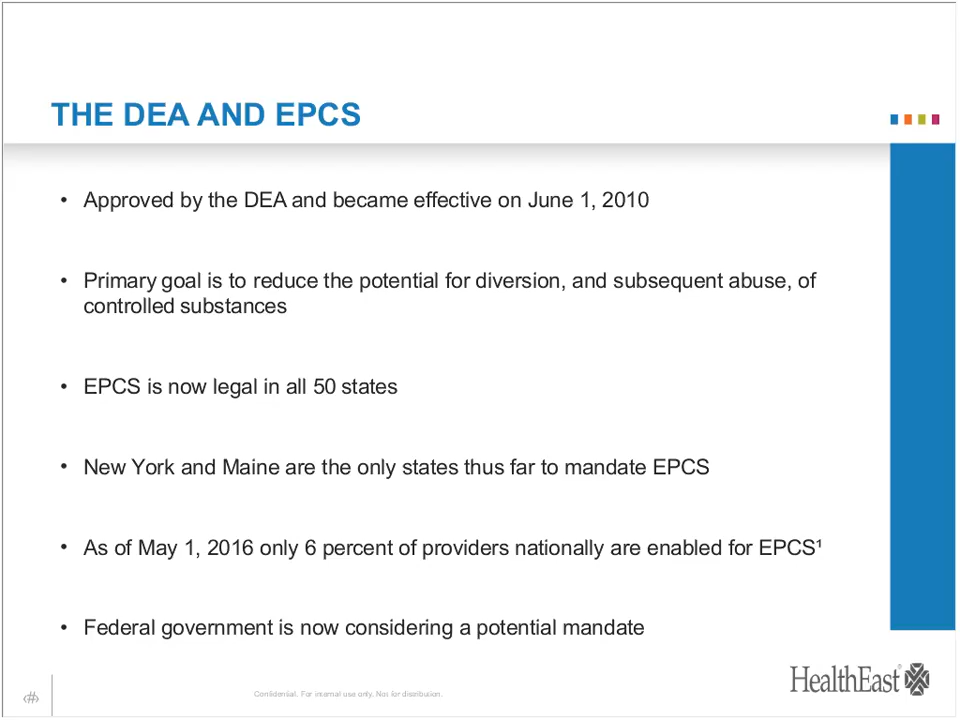 THE DEA AND EPCS
• Approved by the DEA and became effective on June 1, 2010
• Primary goal is to reduce the potential for diversion, and subsequent abuse, of
controlled substances
• EPCS is now legal in all 50 states
• New York and Maine are the only states thus far to mandate EPCS
• As of May 1, 2016 only 6 percent of providers nationally are enabled for EPCS¹
• Federal government is now considering a potential mandate
‹#›
Confidential. For internal use only. Not for distribution.
HealthEast®